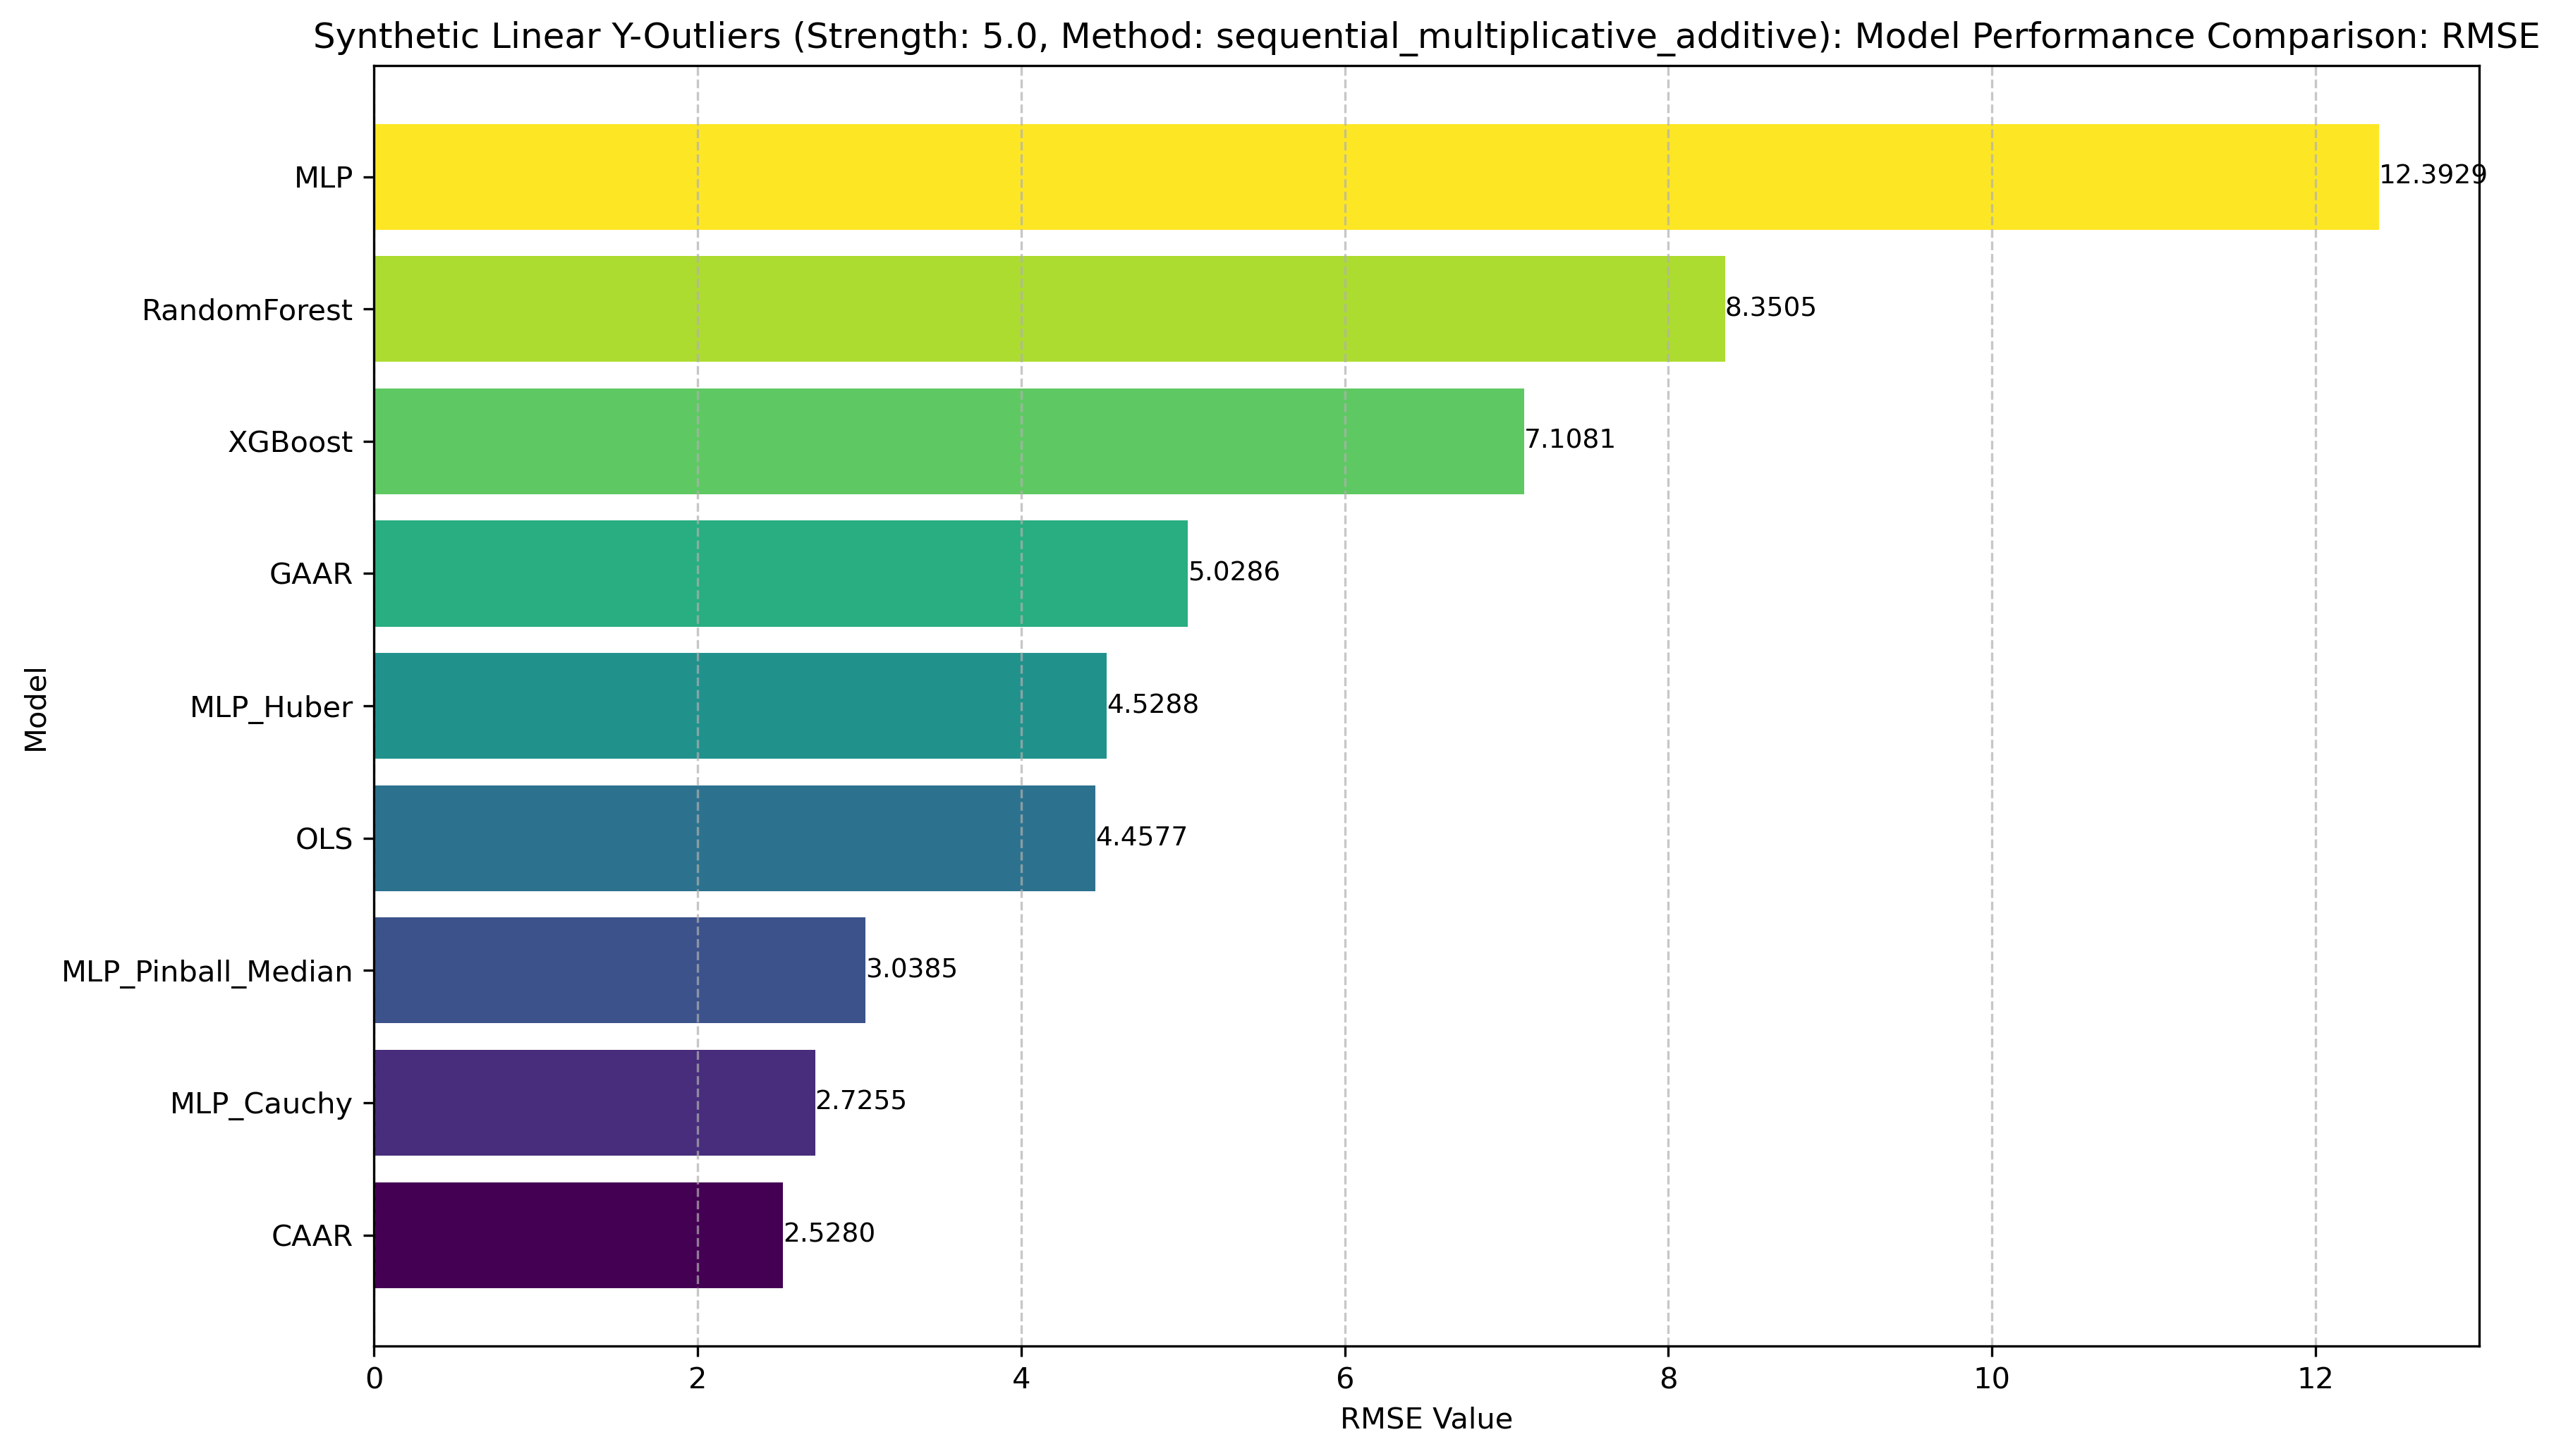 Synthetic Linear Y-Outliers (Strength: 5.0, Method: sequential_multiplicative_additive): Model Performance Comparison: RMSE
Model
MLP 12.3929
RandomForest 8.3505
XGBoost 7.1081
GAAR 5.0286
MLP_Huber 4.5288
OLS 4.4577
MLP_Pinball_Median 3.0385
MLP_Cauchy 2.7255
CAAR 2.5280
0 2 4 6 8 10 12
RMSE Value